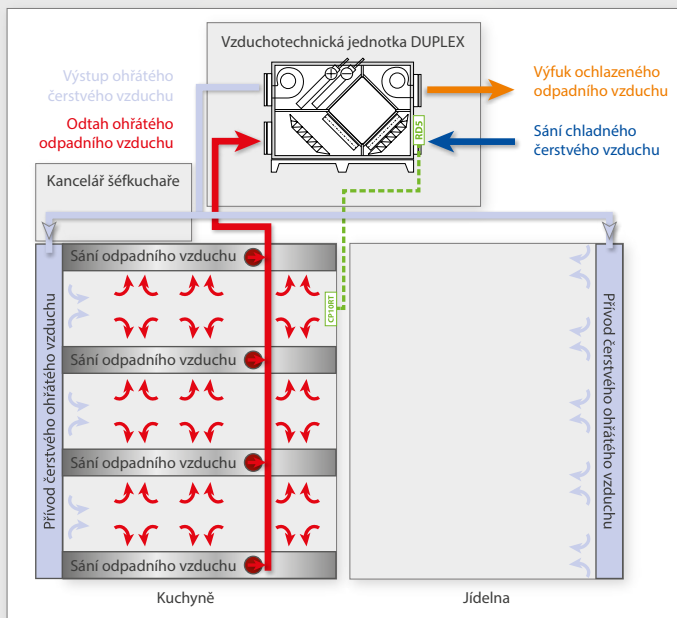 Vzduchotechnická jednotka DUPLEX
Výstup ohřátého
čerstvého vzduchu
Odtah ohřátého
odpadního vzduchu
Výfuk ochlazeného
odpadního vzduchu
RD5
Sání chladného
čerstvého vzduchu
Kancelář šéfkuchaře
Sání odpadního vzduchu
CP10RT
Sání odpadního vzduchu
Sání odpadního vzduchu
Sání odpadního vzduchu
Přívod čerstvého ohřátého vzduchu
Přívod čerstvého ohřátého vzduchu
Kuchyně
Jídelna